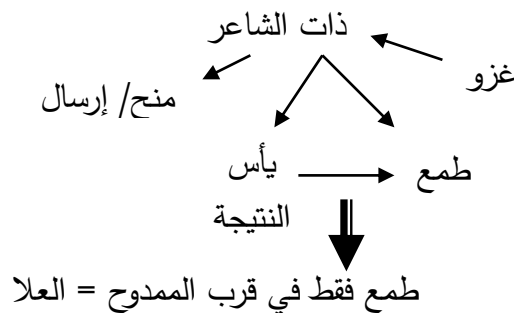 ذات الشاعر
غزو
منح/ إرسال
طمع
يأس
النتيجة
طمع فقط في قرب الممدوح = العلا